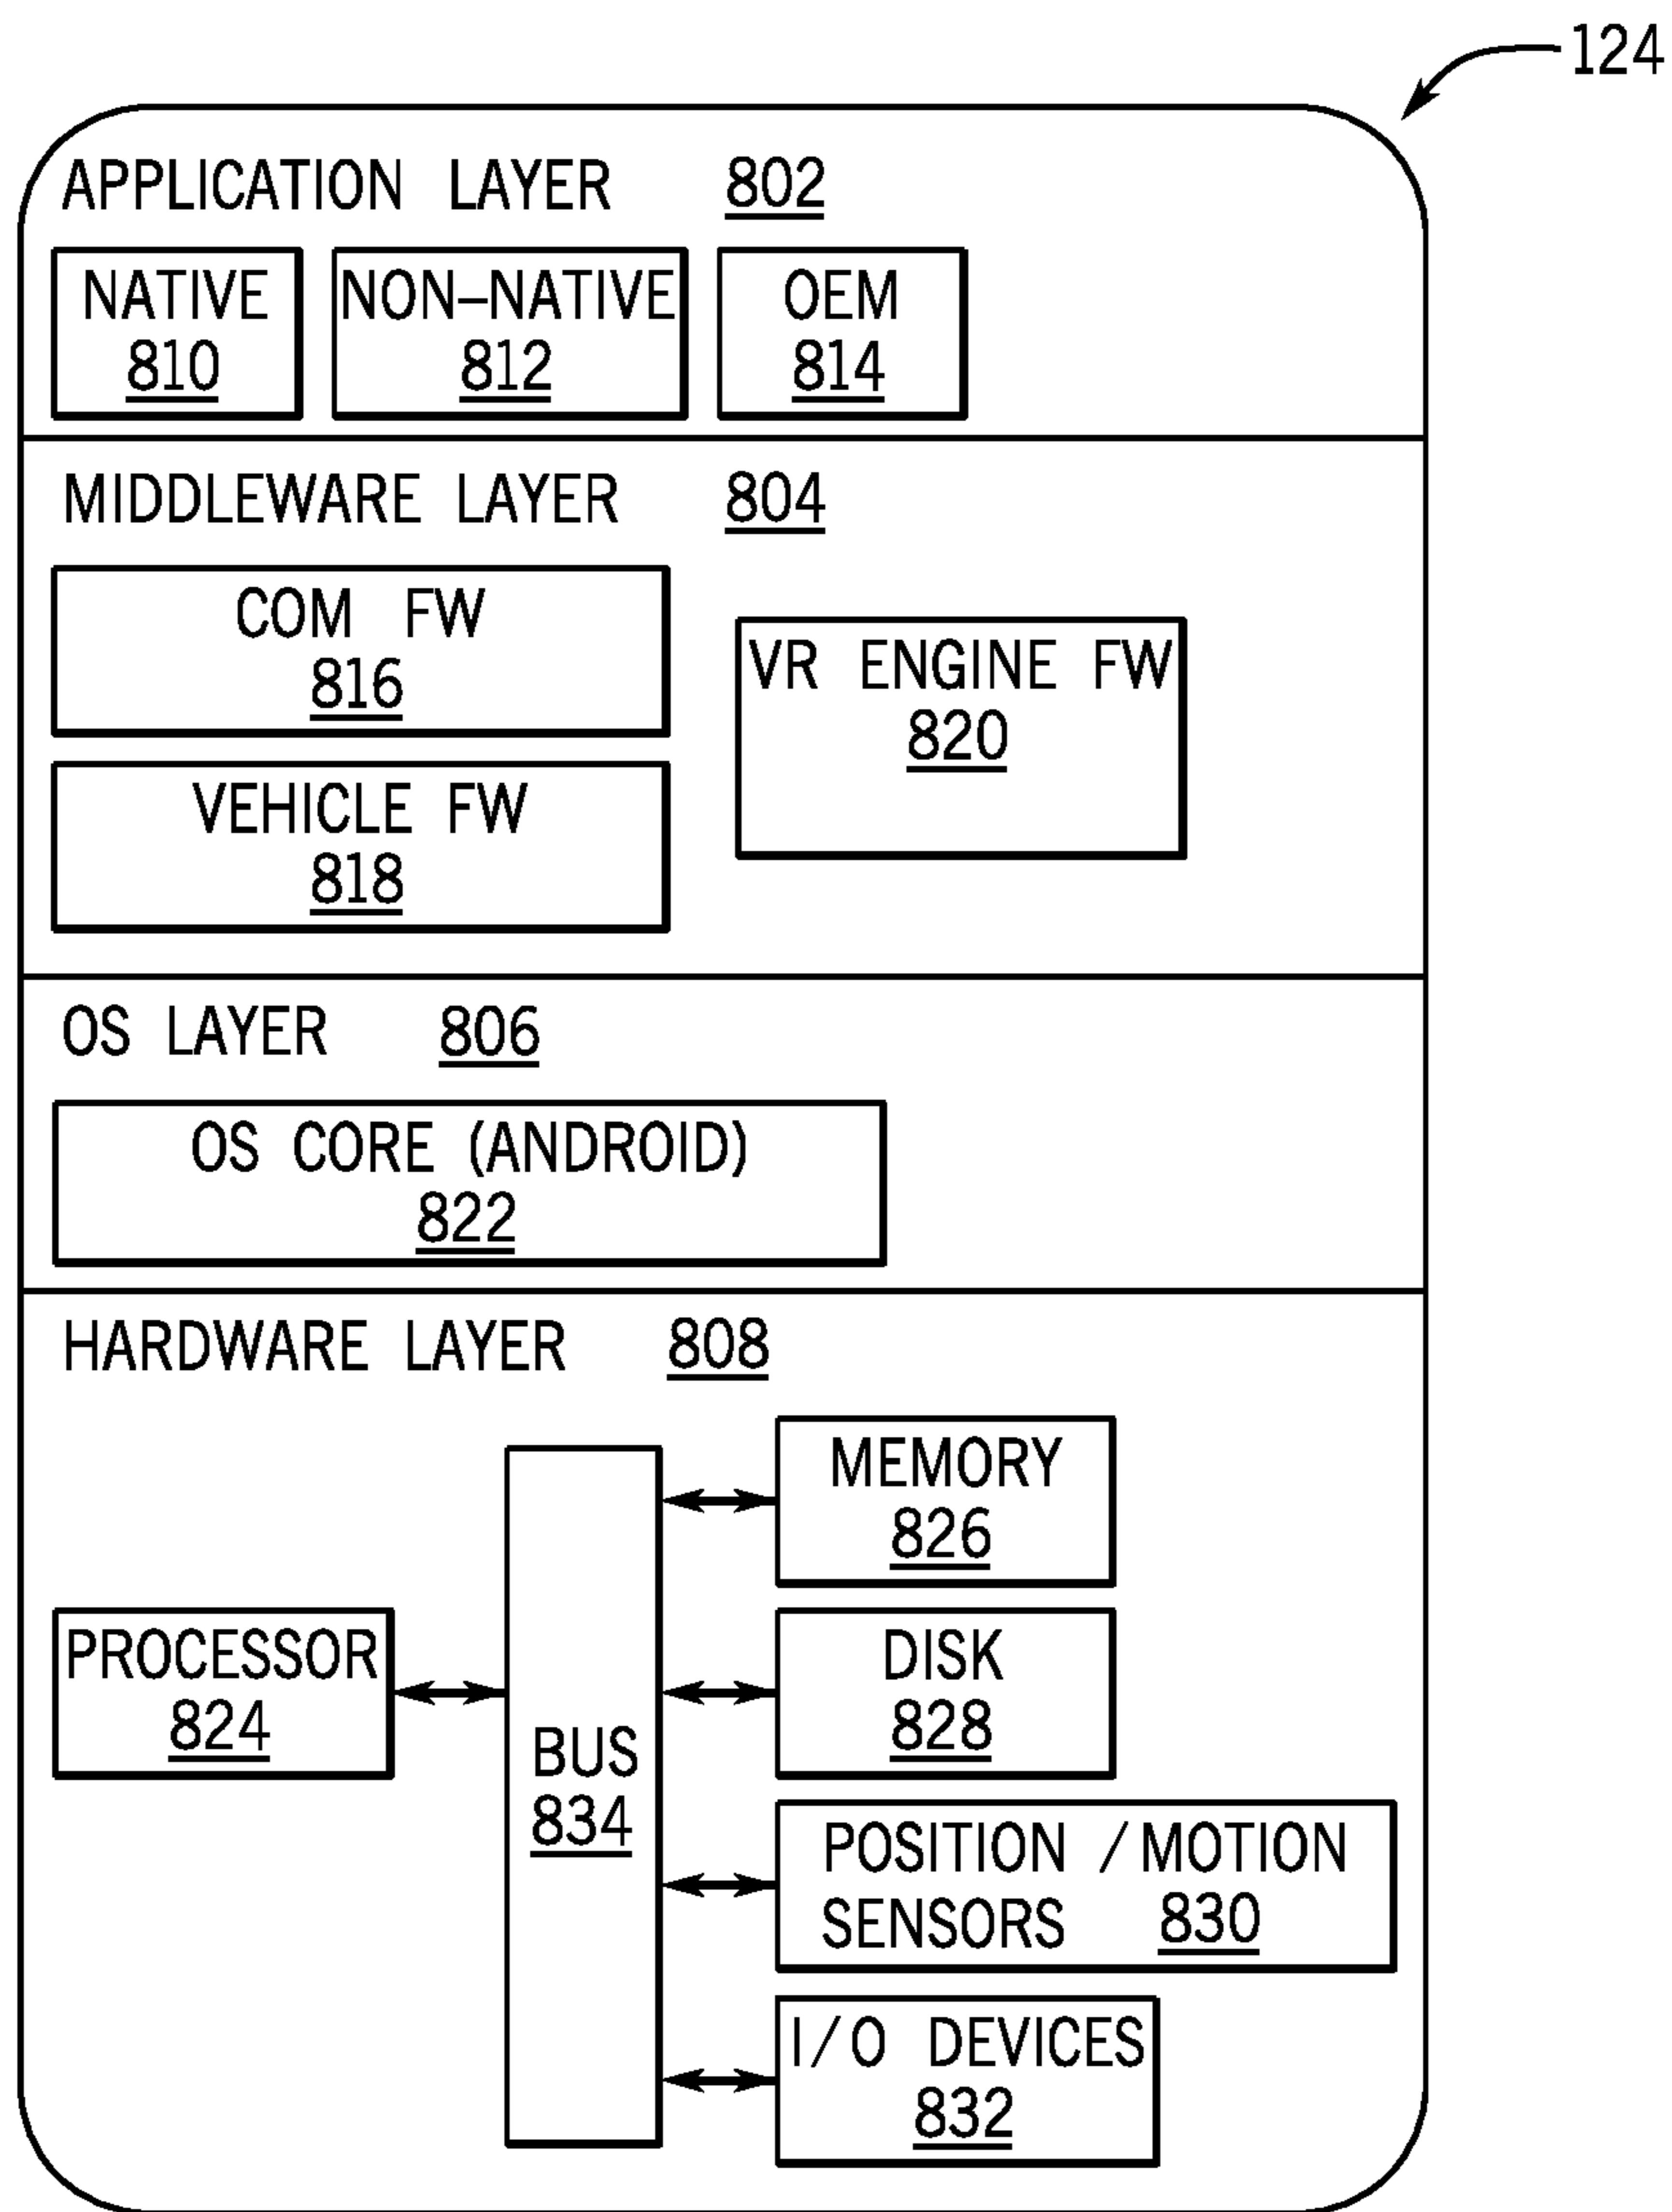 124
APPLICATION LAYER 802
NATIVE
810
NON-NATIVE
812
OEM
814
MIDDLEWARE LAYER 804
COM FW
816
VEHICLE FW
818
VR ENGINE FW
820
OS LAYER 806
OS CORE (ANDROID)
822
HARDWARE LAYER 808
PROCESSOR
824
BUS
834
MEMORY
826
DISK
828
POSITION /MOTION
SENSORS 830
I/O DEVICES
832